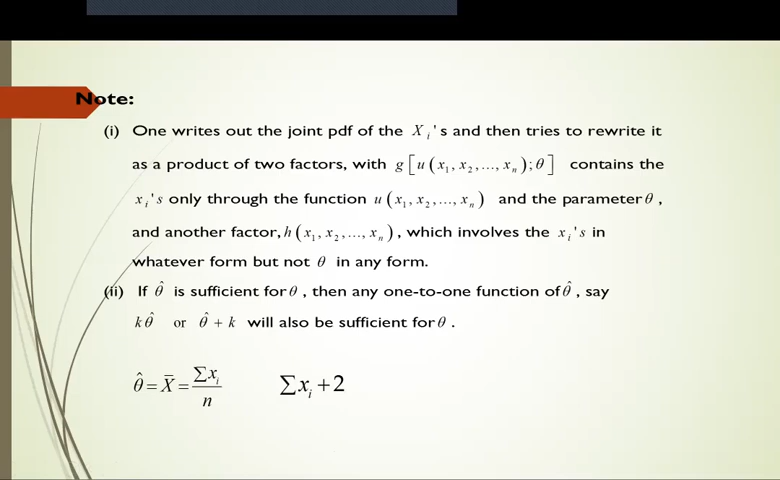 Note:
(i) One writes out the joint pdf of the X_i's and then tries to rewrite it
as a product of two factors, with g[u(x_1, x_2, ..., x_n); θ] contains the
x_i's only through the function u(x_1, x_2, ..., x_n) and the parameter θ ,
and another factor, h(x_1, x_2, ..., x_n), which involves the x_i's in
whatever form but not θ in any form.
(ii) If θ̂ is sufficient for θ , then any one-to-one function of θ̂ , say
kθ̂ or θ̂ + k will also be sufficient for θ .
θ̂ = X̄ = ∑x_i / n ∑x_i + 2